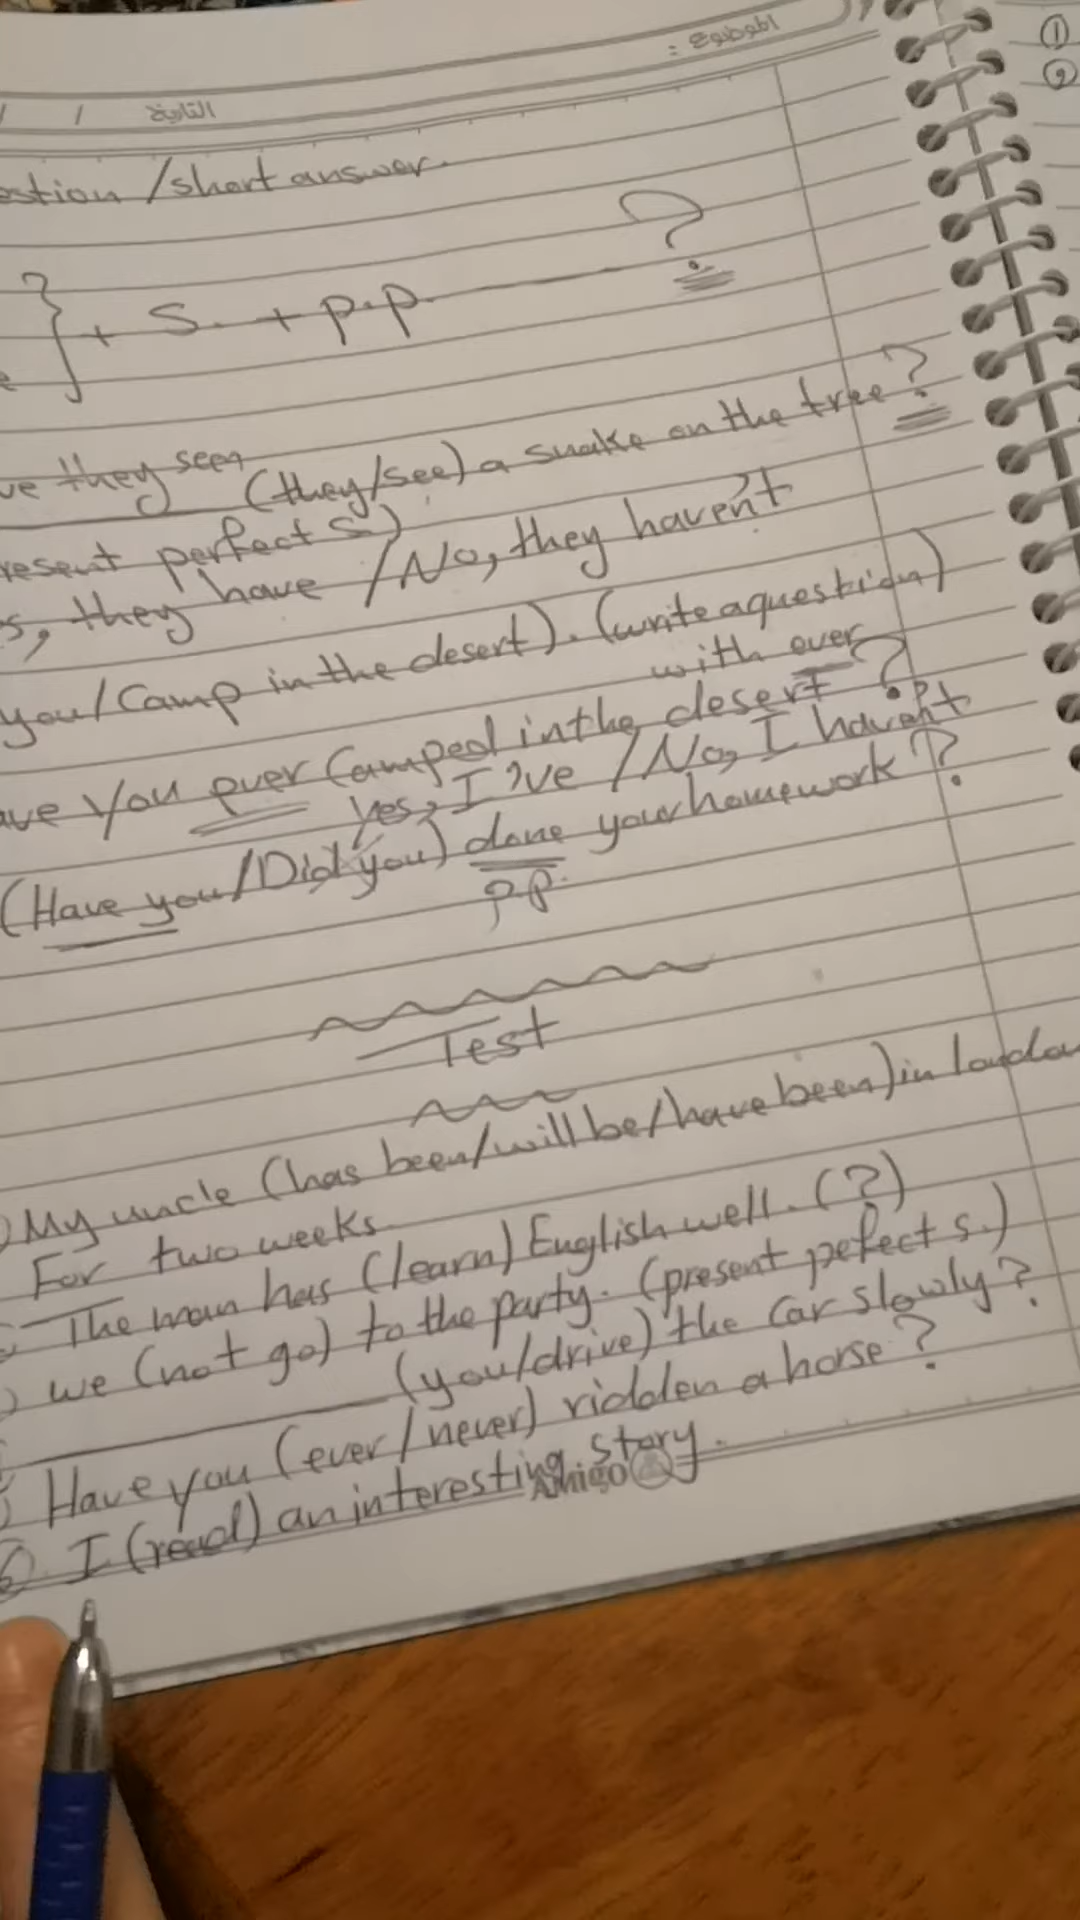 الموضوع :
التاريخ / /
estion / short answer.
} + S. + p.p. ?
ve they seen (they/see) a snake on the tree?
resent perfect S)
s, they have / No, they haven't
you / Camp in the desert). (write a question)
with ever
ave you ever Camped in the desert?
yes, I've / No, I haven't
(Have you / Did you) done your homework?
p.p.
Test
My uncle (has been / will be / have been) in London
For two weeks.
The man has (learn) English well. (?)
we (not go) to the party. (present pefect s.)
(you/drive) the car slowly?
Have you (ever / never) ridden a horse?
⑥ I (read) an interesting story.
AMIGO
①
②